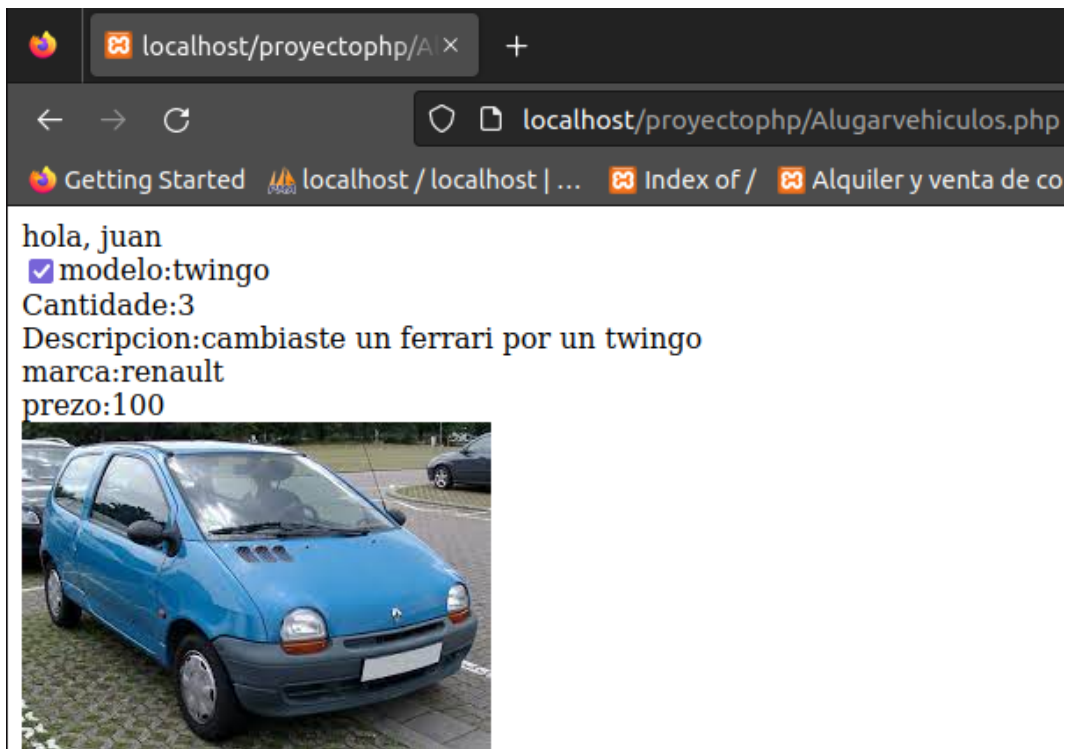 localhost/proyectophp/Al
localhost/proyectophp/Alugarvehiculos.php
Getting Started localhost / localhost | ... Index of / Alquiler y venta de co
hola, juan
modelo:twingo
Cantidade:3
Descripcion:cambiaste un ferrari por un twingo
marca:renault
prezo:100